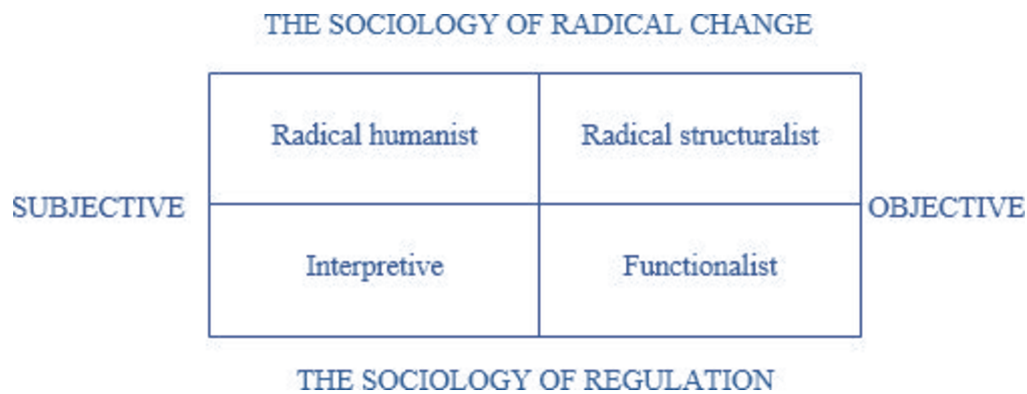 THE SOCIOLOGY OF RADICAL CHANGE
Radical humanist
Radical structuralist
SUBJECTIVE
OBJECTIVE
Interpretive
Functionalist
THE SOCIOLOGY OF REGULATION